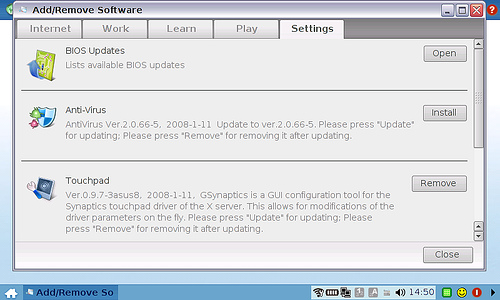 Add/Remove Software
Internet
Work
Learn
Play
Settings
BIOS Updates
Lists available BIOS updates
Open
Anti-Virus
AntiVirus Ver.2.0.66-5, 2008-1-11 Update to ver.2.0.66-5. Please press "Update"
for updating; Please press "Remove" for removing it after updating.
Install
Touchpad
Ver.0.9.7-3asus8, 2008-1-11, GSynaptics is a GUI configuration tool for the
Synaptics touchpad driver of the X server. This allows for modifications of the
driver parameters on the fly. Please press "Update" for updating; Please
press "Remove" for removing it after updating.
Remove
Close
Add/Remove So
14:50